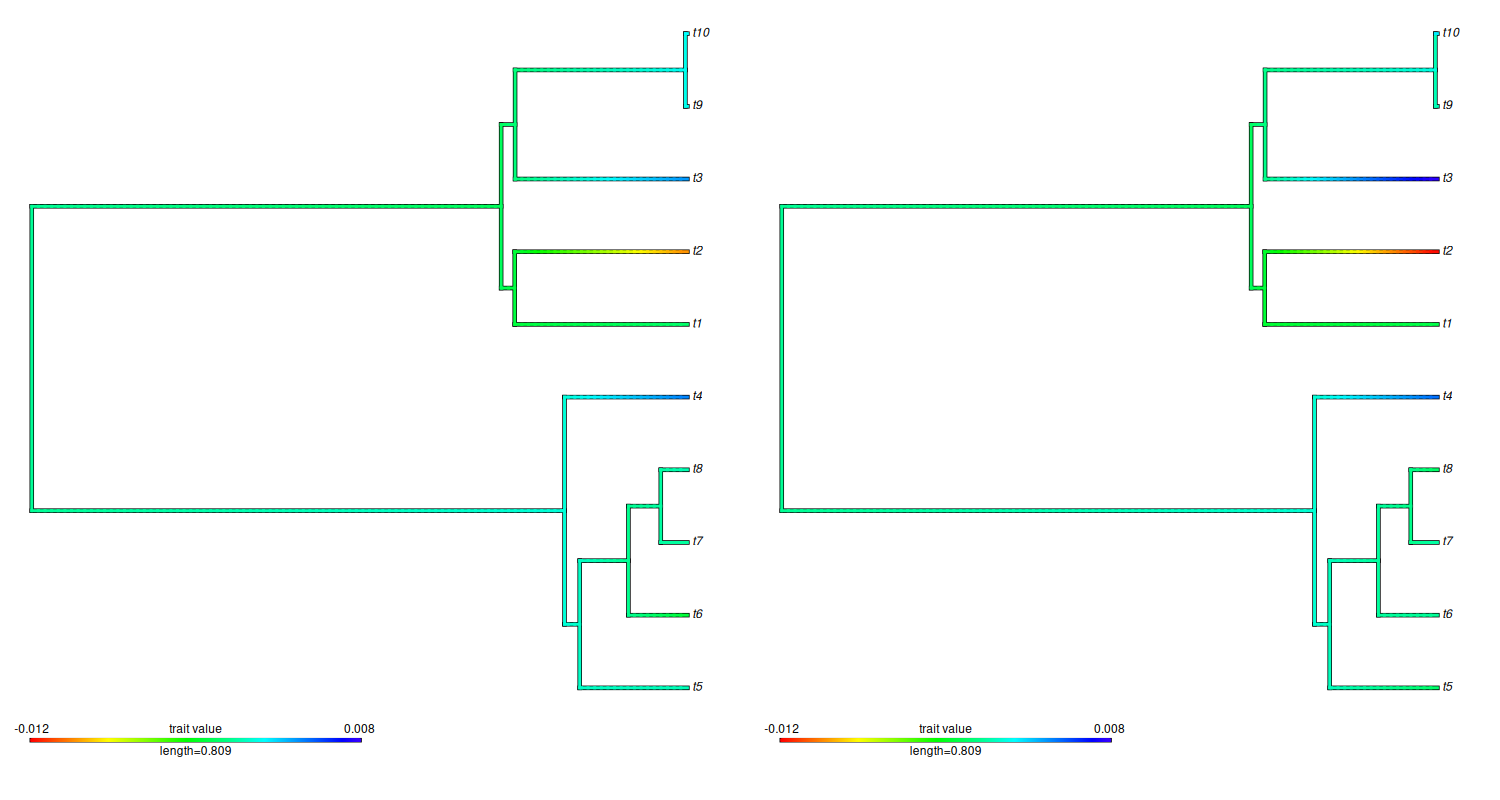 t10
t9
t3
t2
t1
t4
t8
t7
t6
t5
-0.012 trait value 0.008
length=0.809
t10
t9
t3
t2
t1
t4
t8
t7
t6
t5
-0.012 trait value 0.008
length=0.809